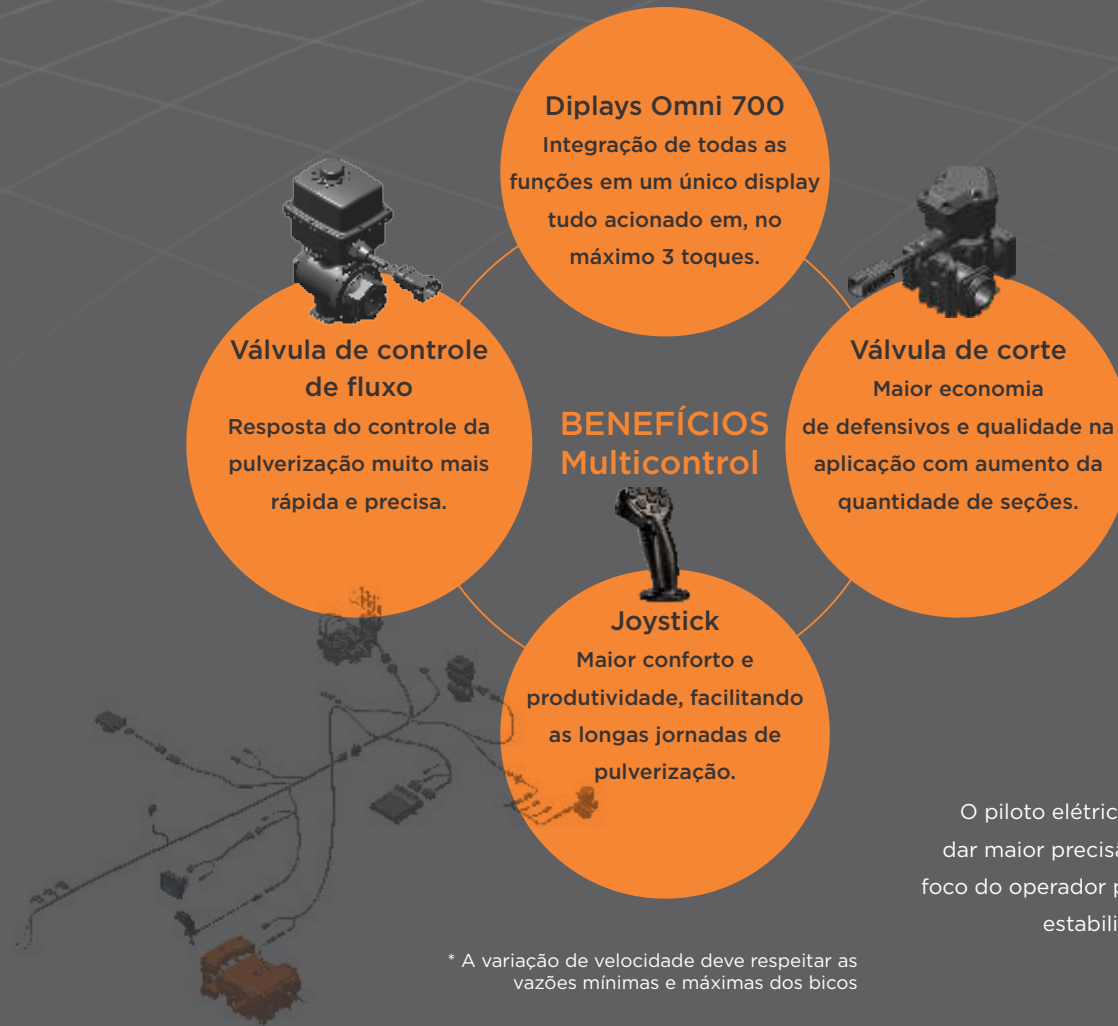 Diplays Omni 700
Integração de todas as
funções em um único display
tudo acionado em, no
máximo 3 toques.
Válvula de controle
de fluxo
Resposta do controle da
pulverização muito mais
rápida e precisa.
BENEFÍCIOS
Multicontrol
Válvula de corte
Maior economia
de defensivos e qualidade na
aplicação com aumento da
quantidade de seções.
Joystick
Maior conforto e
produtividade, facilitando
as longas jornadas de
pulverização.
O piloto elétric
dar maior precis
foco do operador p
estabili
* A variação de velocidade deve respeitar as
vazões mínimas e máximas dos bicos